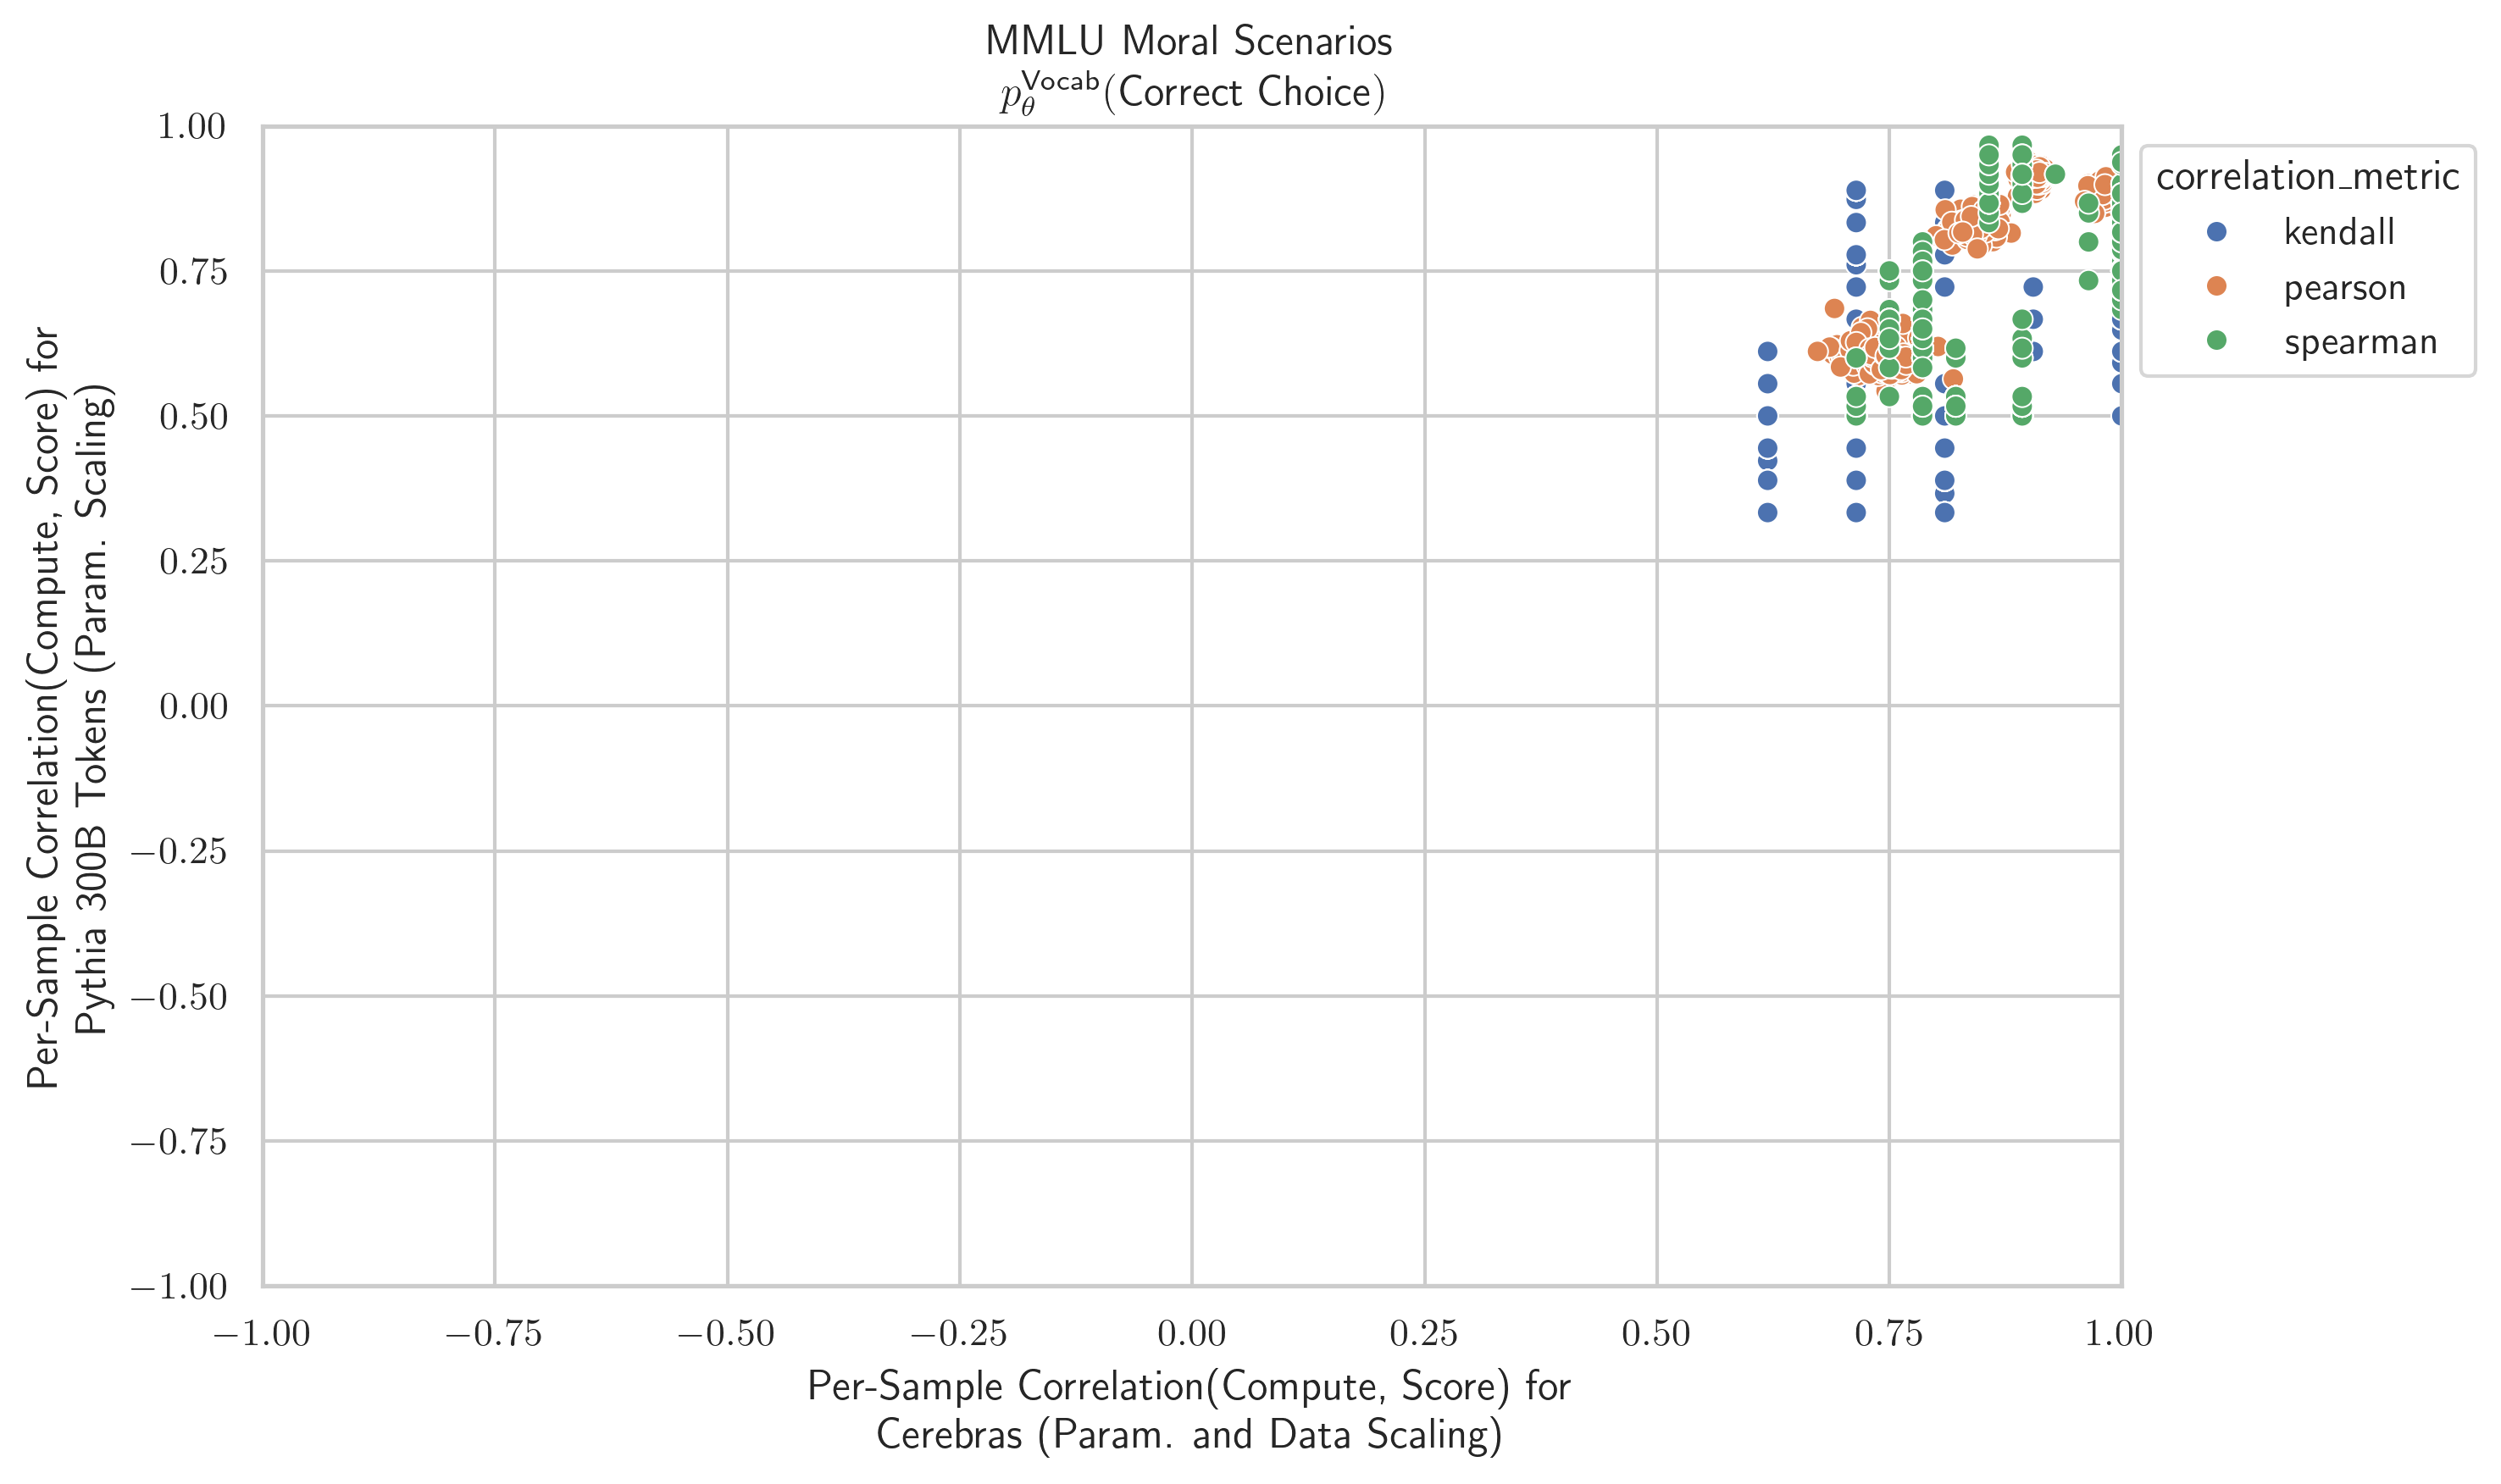 MMLU Moral Scenarios
p_θ^Vocab(Correct Choice)
Per-Sample Correlation(Compute, Score) for
Pythia 300B Tokens (Param. Scaling)
1.00
0.75
0.50
0.25
0.00
−0.25
−0.50
−0.75
−1.00
−1.00 −0.75 −0.50 −0.25 0.00 0.25 0.50 0.75 1.00
Per-Sample Correlation(Compute, Score) for
Cerebras (Param. and Data Scaling)
correlation_metric
kendall
pearson
spearman